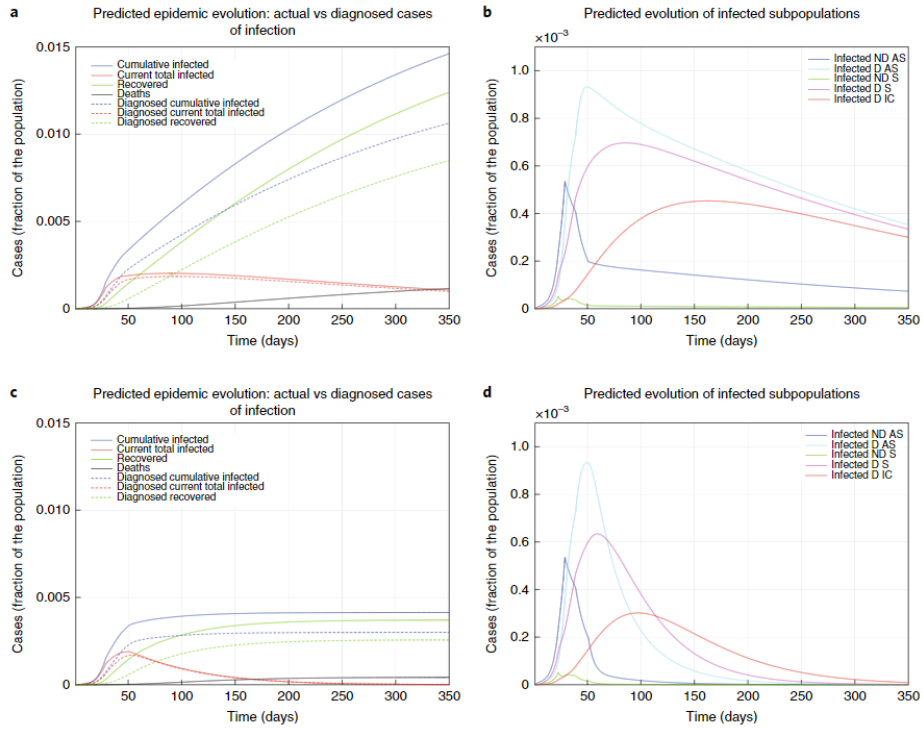 a
Predicted epidemic evolution: actual vs diagnosed cases
of infection
0.015
0.010
0.005
0
Cases (fraction of the population)
Cumulative infected
Current total infected
Recovered
Deaths
Diagnosed cumulative infected
Diagnosed current total infected
Diagnosed recovered
50 100 150 200 250 300 350
Time (days)
b
Predicted evolution of infected subpopulations
×10⁻³
1.0
0.8
0.6
0.4
0.2
0
Cases (fraction of the population)
Infected ND AS
Infected D AS
Infected ND S
Infected D S
Infected D IC
50 100 150 200 250 300 350
Time (days)
c
Predicted epidemic evolution: actual vs diagnosed cases
of infection
0.015
0.010
0.005
0
Cases (fraction of the population)
Cumulative infected
Current total infected
Recovered
Deaths
Diagnosed cumulative infected
Diagnosed current total infected
Diagnosed recovered
50 100 150 200 250 300 350
Time (days)
d
Predicted evolution of infected subpopulations
×10⁻³
1.0
0.8
0.6
0.4
0.2
0
Cases (fraction of the population)
Infected ND AS
Infected D AS
Infected ND S
Infected D S
Infected D IC
50 100 150 200 250 300 350
Time (days)